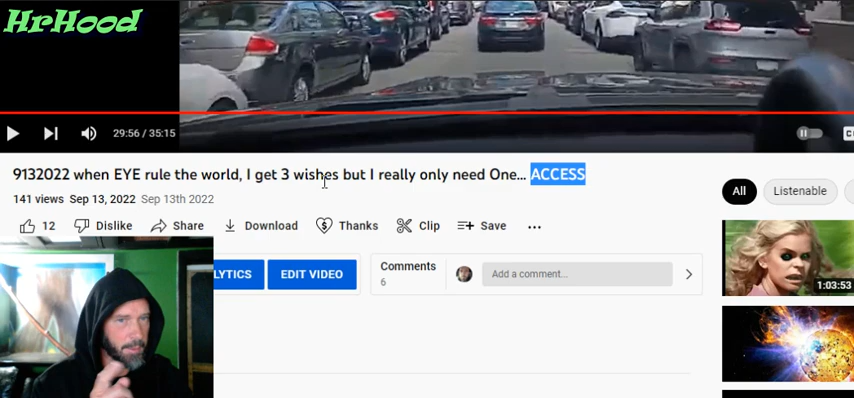 HrHood
29:56 / 35:15
9132022 when EYE rule the world, I get 3 wishes but I really only need One... ACCESS
141 views Sep 13, 2022 Sep 13th 2022
All
Listenable
12 Dislike Share Download Thanks Clip Save ...
LYTICS
EDIT VIDEO
Comments
6
Add a comment...
1:03:53